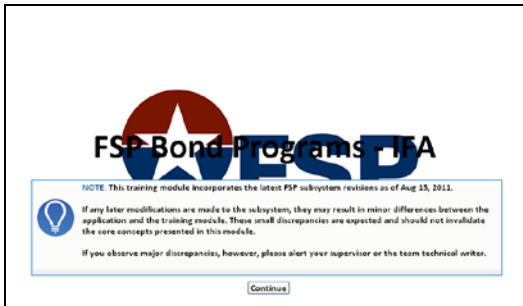 FSP Bond Programs - IFA
FSP
NOTE: This training module incorporates the latest FSP subsystem revisions as of Aug 15, 2011.
If any later modifications are made to the subsystem, they may result in minor differences between the
application and the training module. These small discrepancies are expected and should not invalidate
the core concepts presented in this module.
If you observe major discrepancies, however, please alert your supervisor or the team technical writer.
Continue